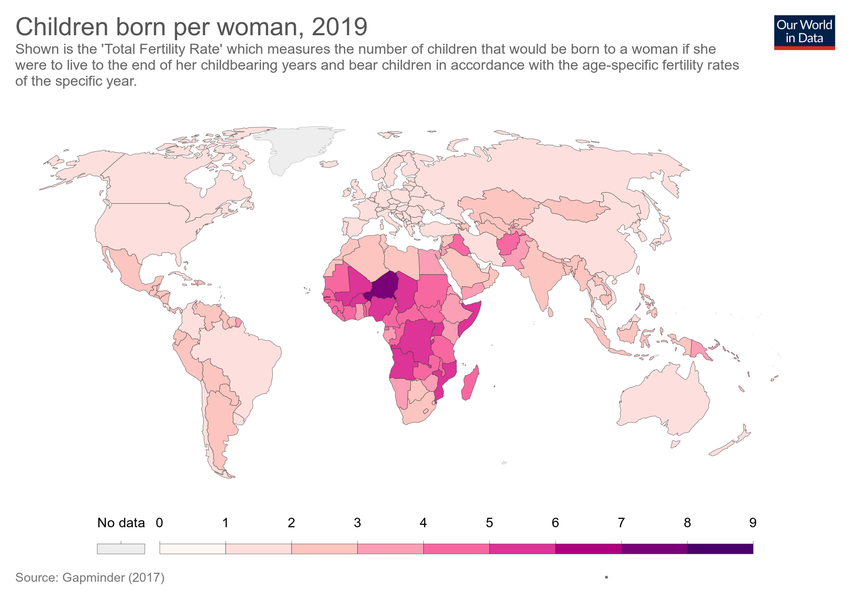 Children born per woman, 2019
Our World
in Data
Shown is the 'Total Fertility Rate' which measures the number of children that would be born to a woman if she
were to live to the end of her childbearing years and bear children in accordance with the age-specific fertility rates
of the specific year.
No data 0 1 2 3 4 5 6 7 8 9
Source: Gapminder (2017)